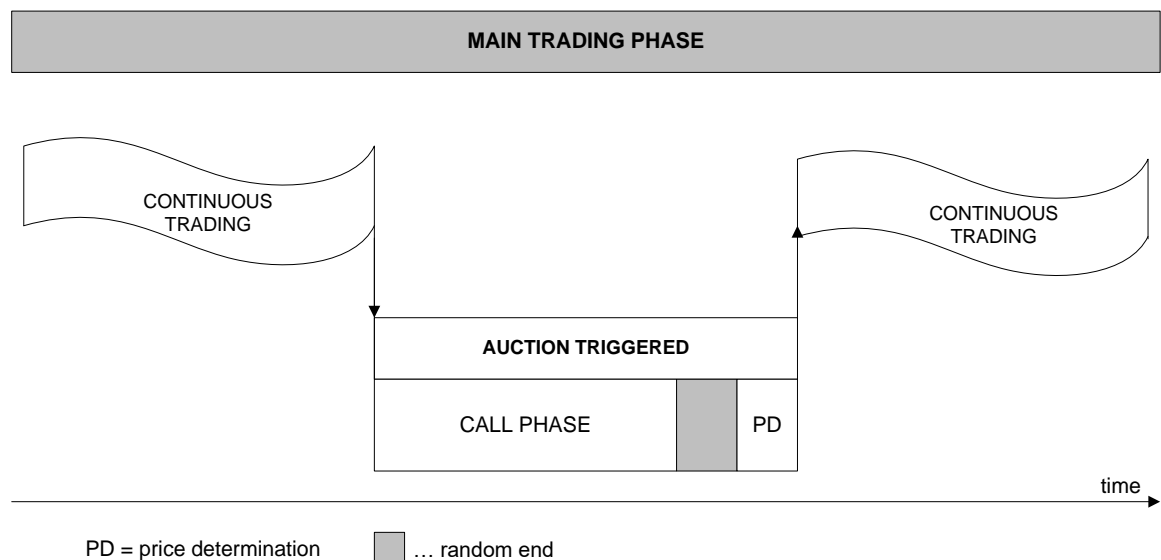 MAIN TRADING PHASE
CONTINUOUS
TRADING
CONTINUOUS
TRADING
AUCTION TRIGGERED
CALL PHASE
PD
time
PD = price determination
... random end